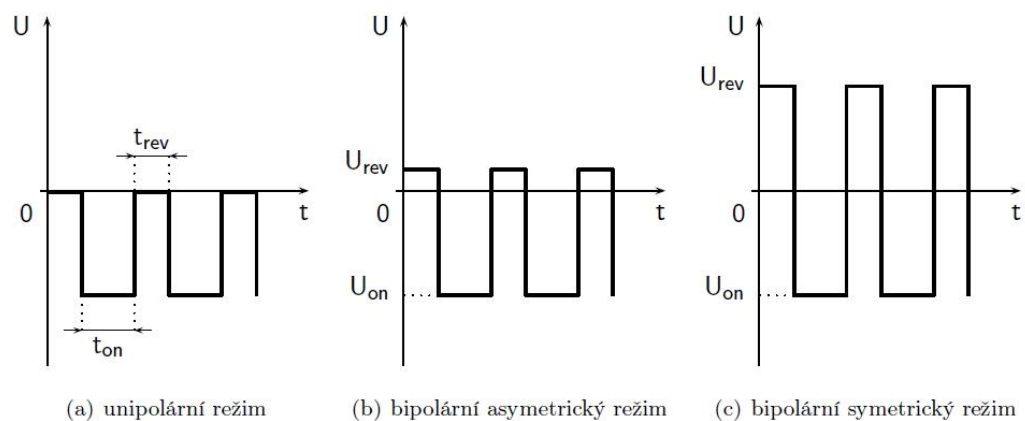 U
t_rev
0
t
t_on
(a) unipolární režim
U
U_rev
0
t
U_on
(b) bipolární asymetrický režim
U
U_rev
0
t
U_on
(c) bipolární symetrický režim